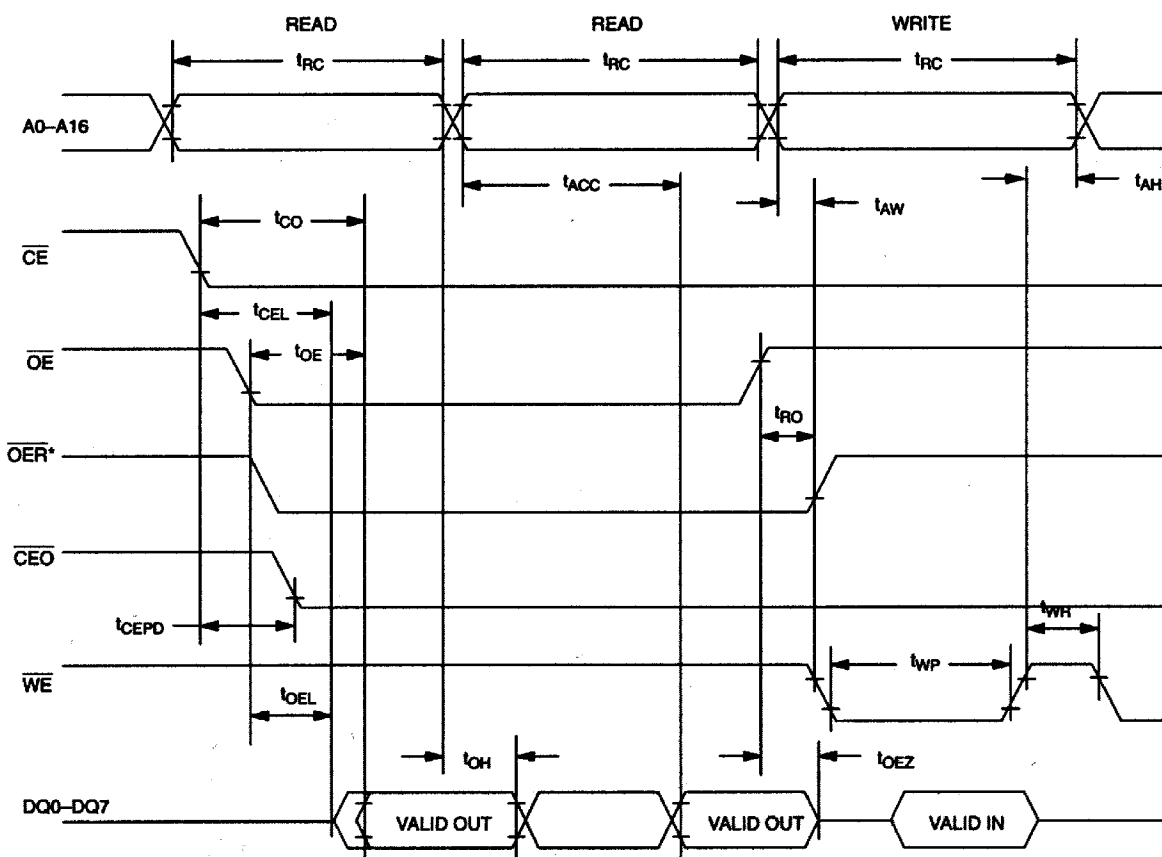 READ READ WRITE
tRC tRC tRC
A0–A16
tACC tAH
tAW
tCO
CE
tCEL
tOE
OE
tRO
OER*
CEO
tWR
tCEPD
tWP
WE
tOEL
tOH tOEZ
DQ0–DQ7 VALID OUT VALID OUT VALID IN